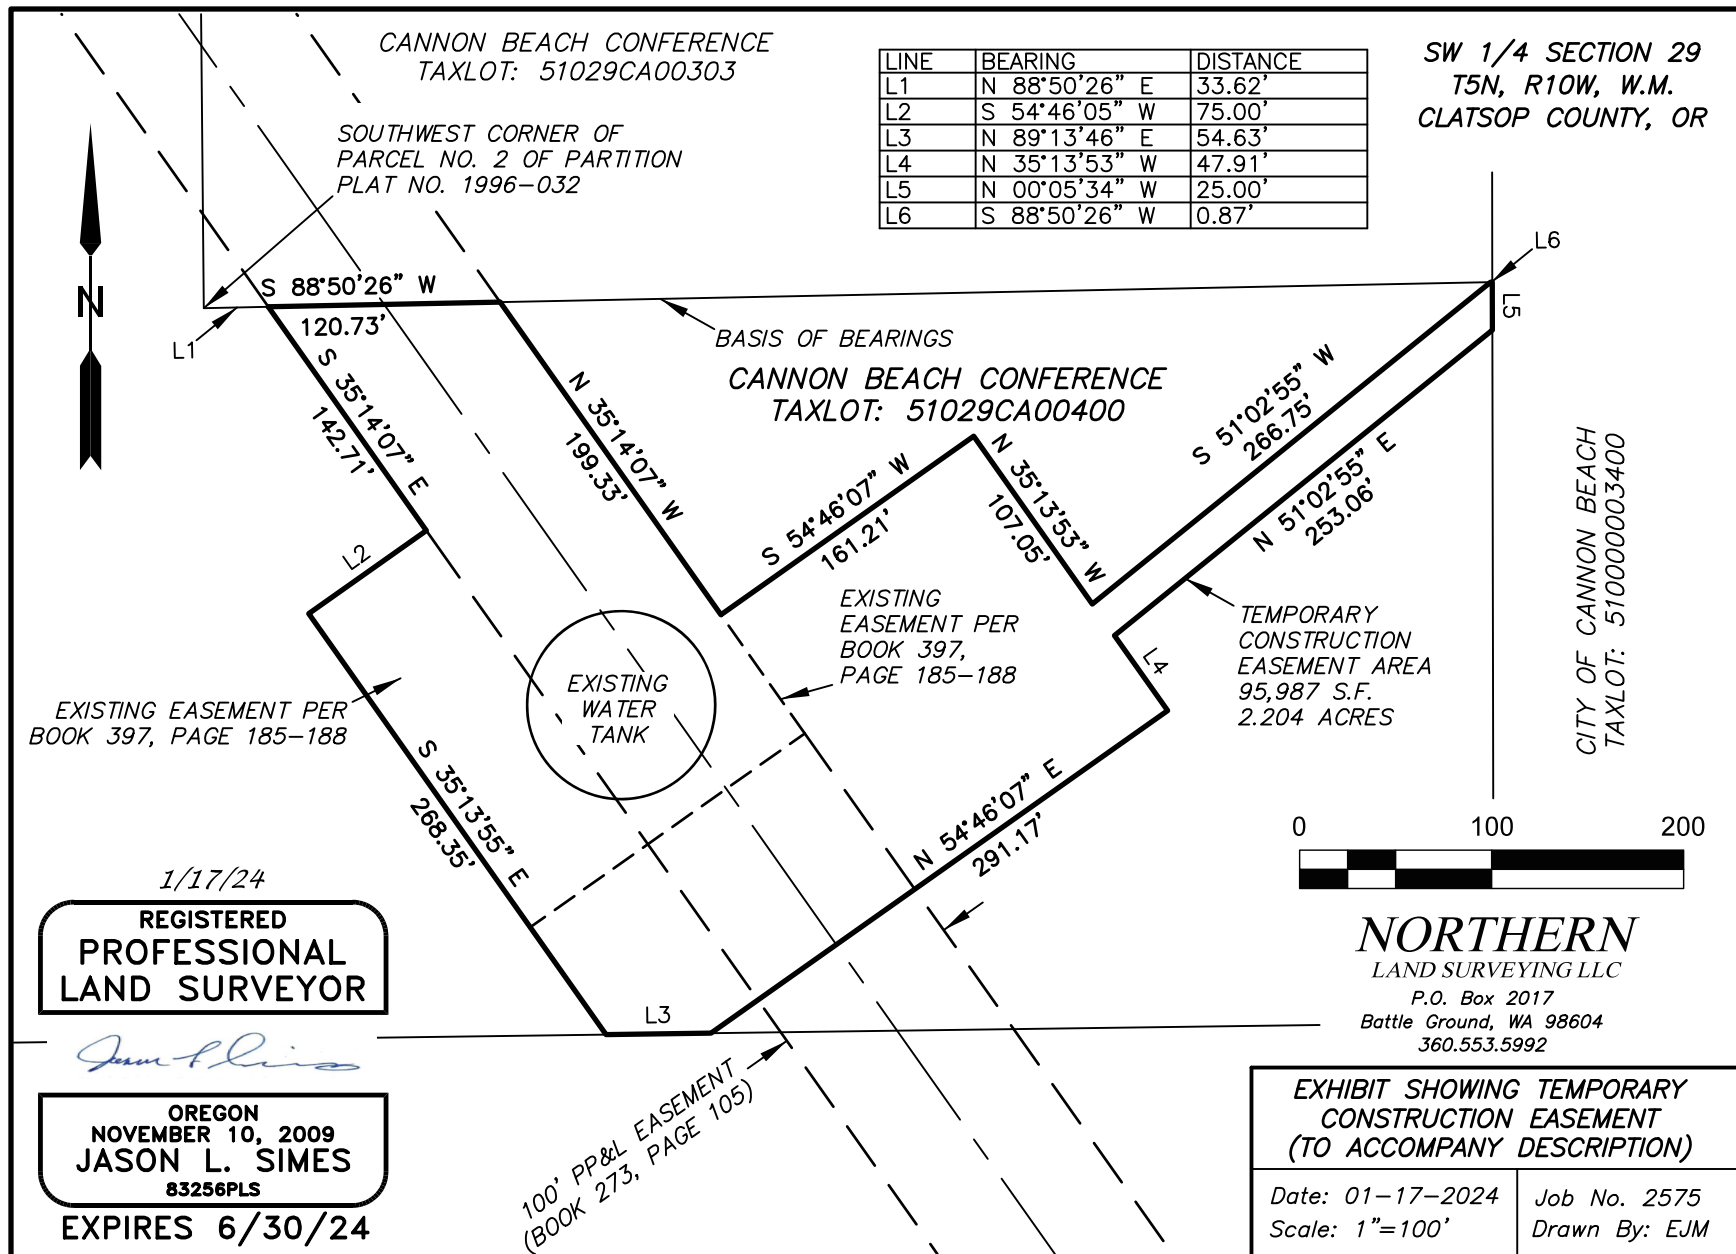 CANNON BEACH CONFERENCE
TAXLOT: 51029CA00303
SOUTHWEST CORNER OF
PARCEL NO. 2 OF PARTITION
PLAT NO. 1996-032
LINE BEARING DISTANCE
L1 N 88°50'26" E 33.62'
L2 S 54°46'05" W 75.00'
L3 N 89°13'46" E 54.63'
L4 N 35°13'53" W 47.91'
L5 N 00°05'34" W 25.00'
L6 S 88°50'26" W 0.87'
SW 1/4 SECTION 29
T5N, R10W, W.M.
CLATSOP COUNTY, OR
N
L1
S 88°50'26" W
120.73'
BASIS OF BEARINGS
CANNON BEACH CONFERENCE
TAXLOT: 51029CA00400
L6
L5
S 35°14'07" E
142.71'
N 35°14'07" W
199.33'
S 54°46'07" W
161.21'
N 35°13'53" W
107.05'
S 51°02'55" W
266.75'
N 51°02'55" E
253.06'
CITY OF CANNON BEACH
TAXLOT: 510000003400
L2
EXISTING
EASEMENT PER
BOOK 397,
PAGE 185-188
TEMPORARY
CONSTRUCTION
EASEMENT AREA
95,987 S.F.
2.204 ACRES
L4
EXISTING
WATER
TANK
EXISTING EASEMENT PER
BOOK 397, PAGE 185-188
S 35°13'55" E
268.35'
N 54°46'07" E
291.17'
L3
100' PP&L EASEMENT
(BOOK 273, PAGE 105)
0 100 200
NORTHERN
LAND SURVEYING LLC
P.O. Box 2017
Battle Ground, WA 98604
360.553.5992
1/17/24
REGISTERED
PROFESSIONAL
LAND SURVEYOR
OREGON
NOVEMBER 10, 2009
JASON L. SIMES
83256PLS
EXPIRES 6/30/24
EXHIBIT SHOWING TEMPORARY
CONSTRUCTION EASEMENT
(TO ACCOMPANY DESCRIPTION)
Date: 01-17-2024
Scale: 1"=100'
Job No. 2575
Drawn By: EJM